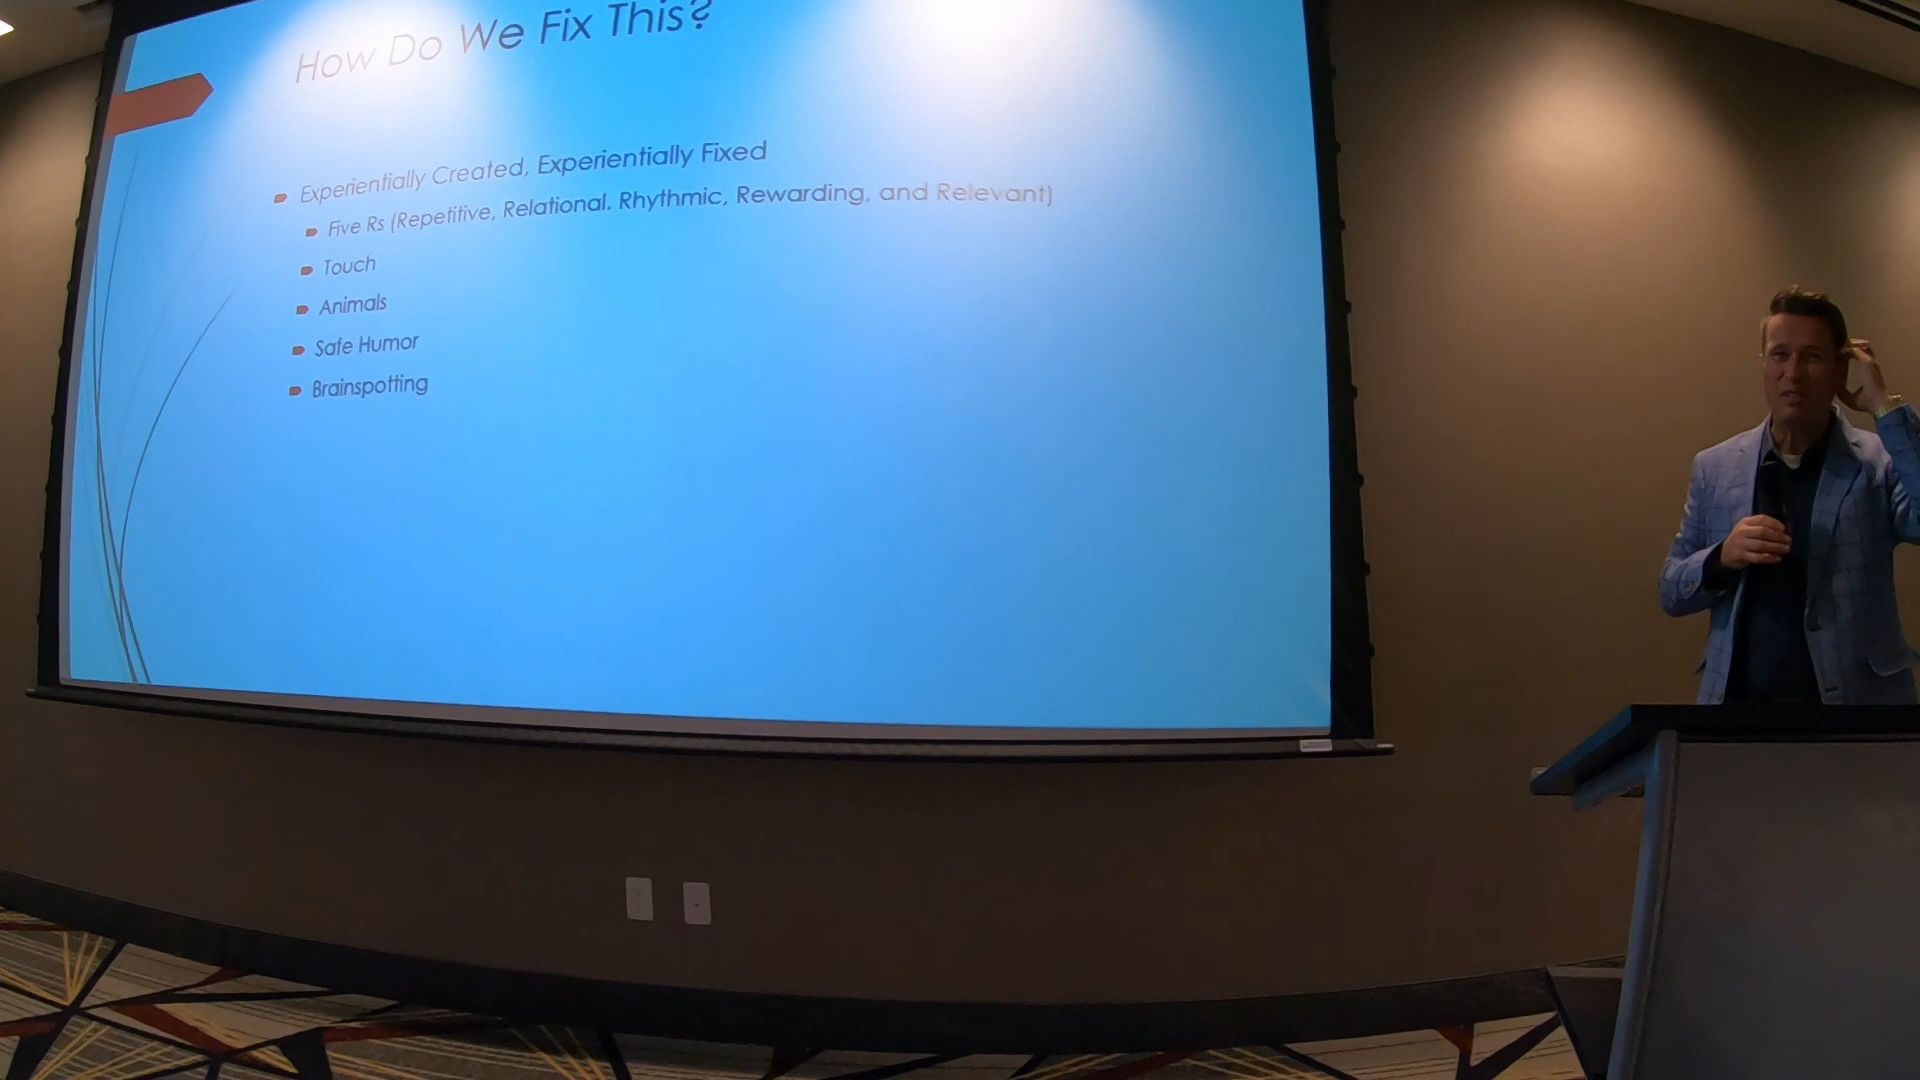 How Do We Fix This?
Experientially Created, Experientially Fixed
Five Rs (Repetitive, Relational. Rhythmic, Rewarding, and Relevant)
Touch
Animals
Safe Humor
Brainspotting